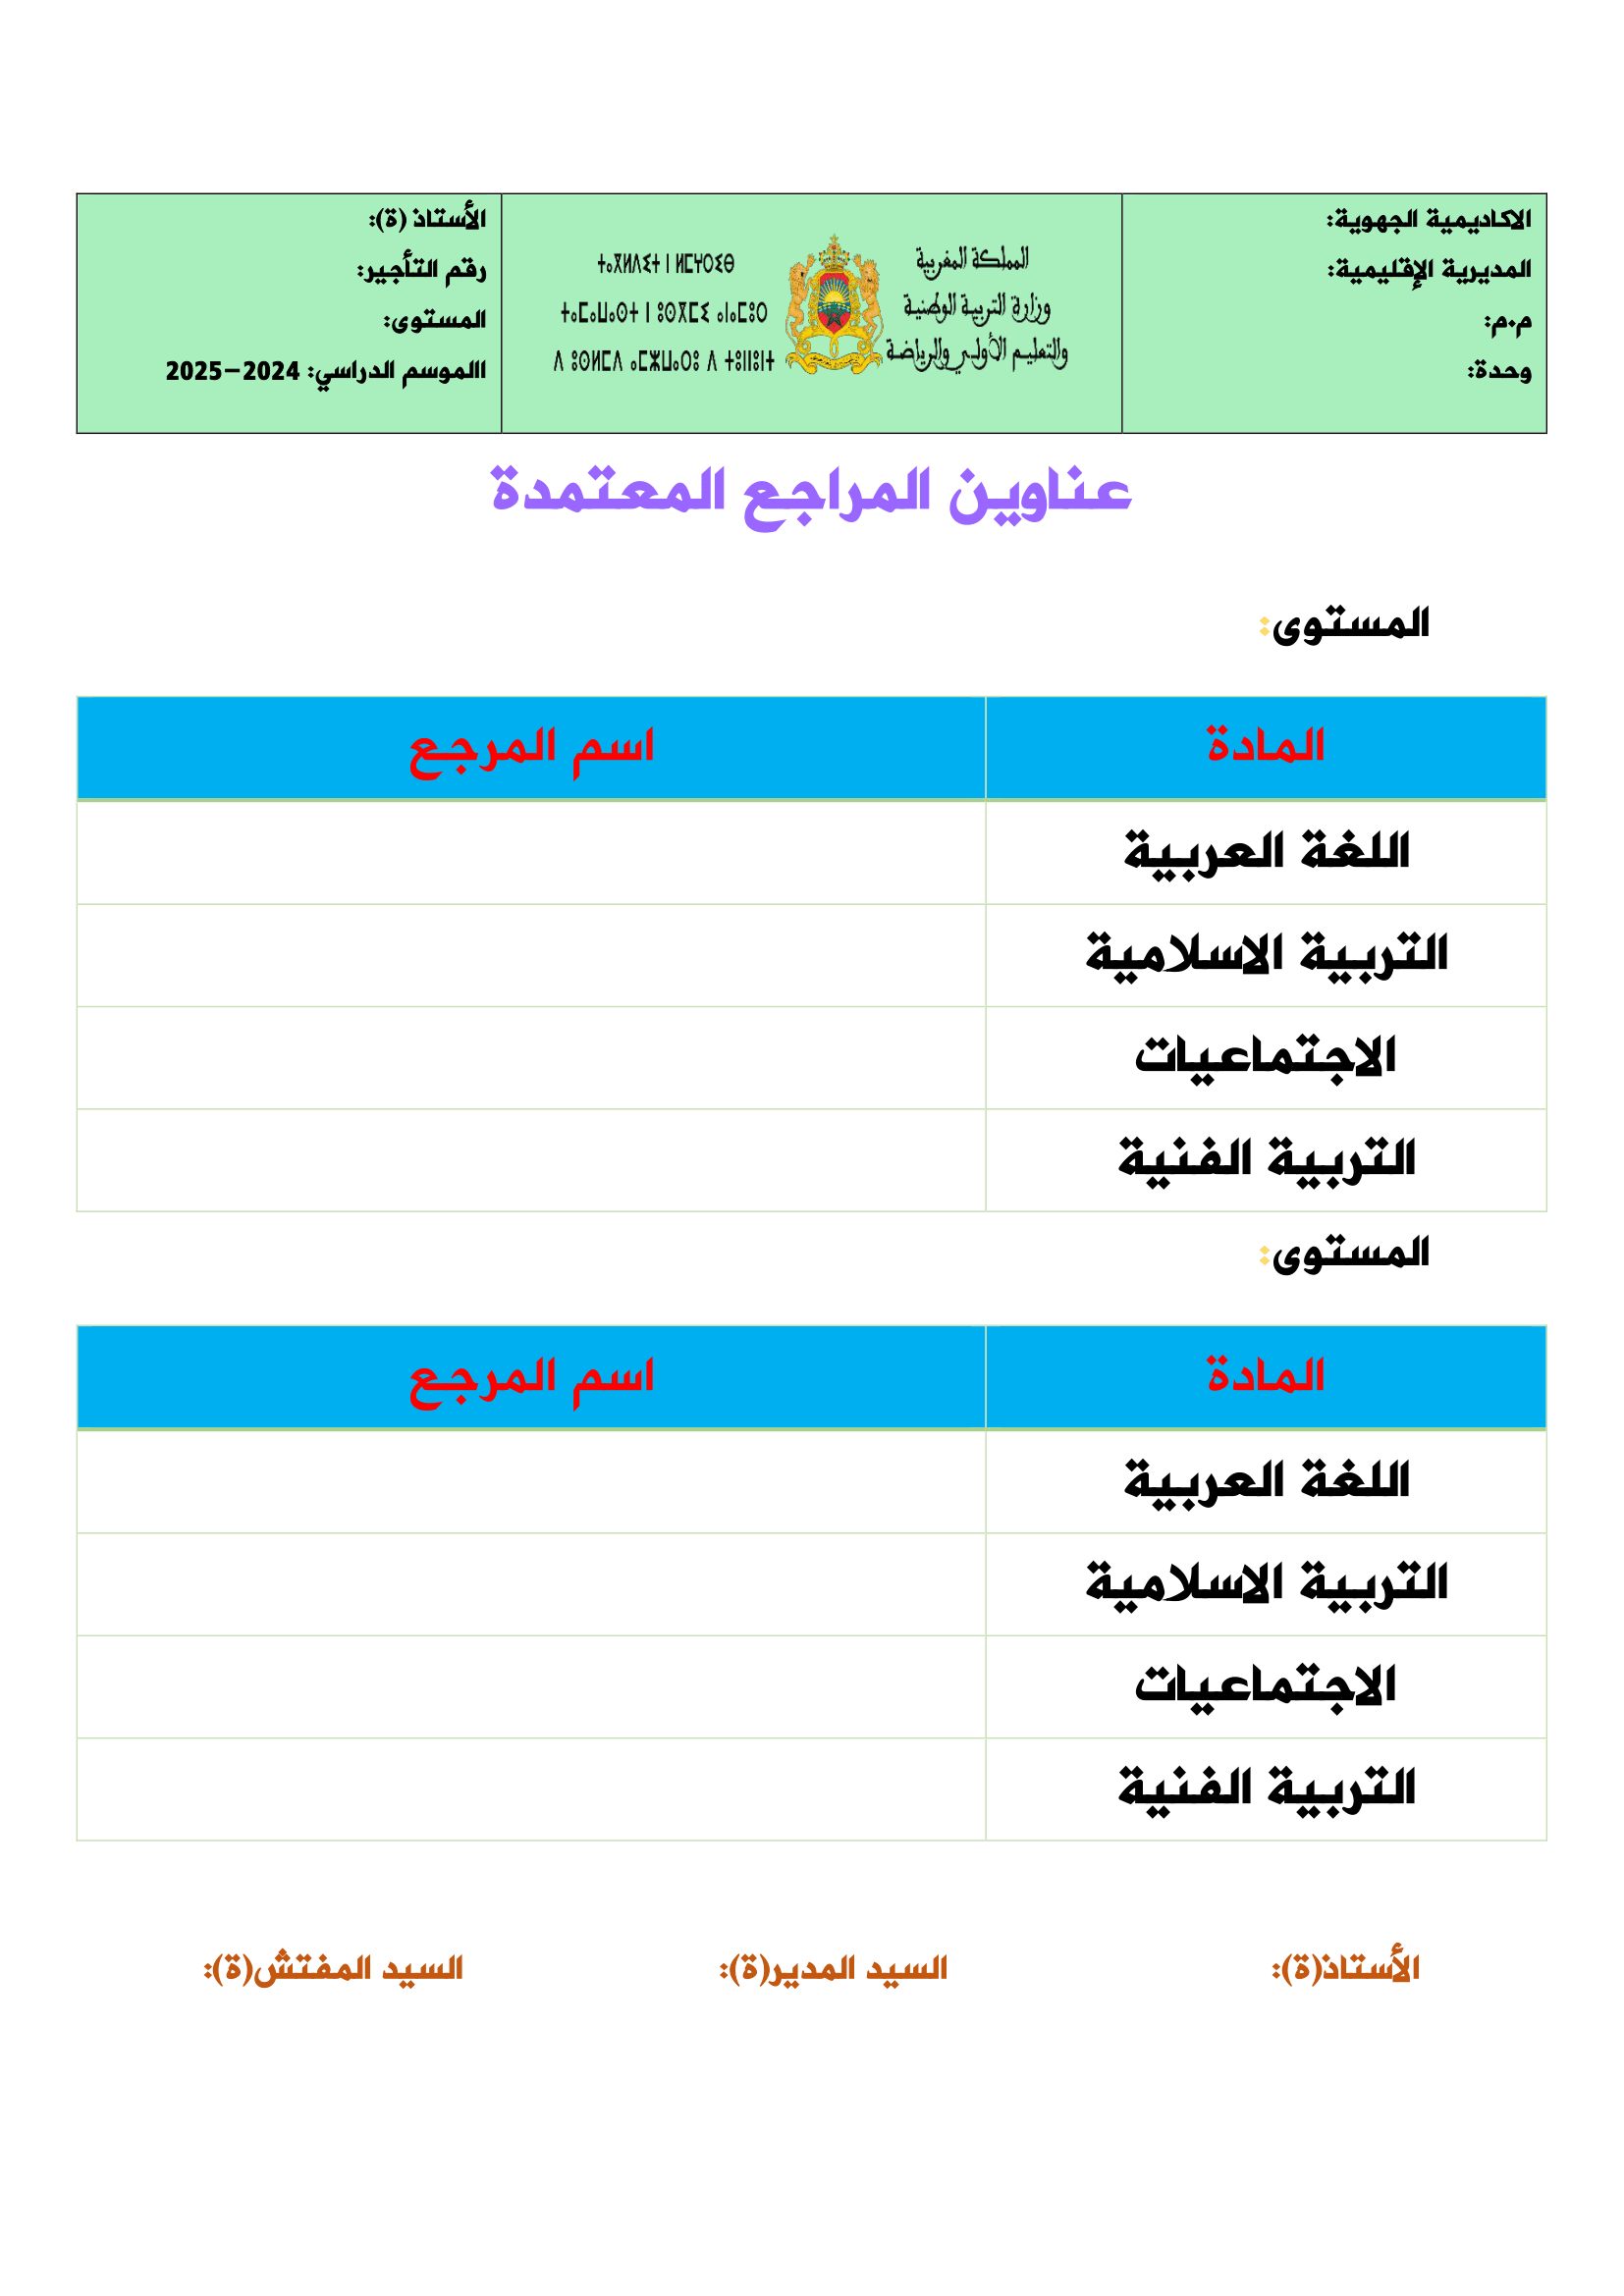 الاكاديمية الجهوية:
المديرية الإقليمية:
م.م:
وحدة:
المملكة المغربية
وزارة التربية الوطنية
والتعليم الأولي والرياضة
ⵜⴰⴳⵍⴷⵉⵜ ⵏ ⵍⵎⵖⵔⵉⴱ
ⵜⴰⵎⴰⵡⴰⵙⵜ ⵏ ⵓⵙⴳⵎⵉ ⴰⵏⴰⵎⵓⵔ
ⴷ ⵓⵙⵍⵎⴷ ⴰⵎⵣⵡⴰⵔⵓ ⴷ ⵜⵓⵏⵏⵓⵏⵜ
الأستاذ (ة):
رقم التأجير:
المستوى:
االموسم الدراسي: 2024-2025
عناوين المراجع المعتمدة
المستوى:
المادة اسم المرجع
اللغة العربية
التربية الاسلامية
الاجتماعيات
التربية الفنية
المستوى:
المادة اسم المرجع
اللغة العربية
التربية الاسلامية
الاجتماعيات
التربية الفنية
الأستاذ(ة): السيد المدير(ة): السيد المفتش(ة):